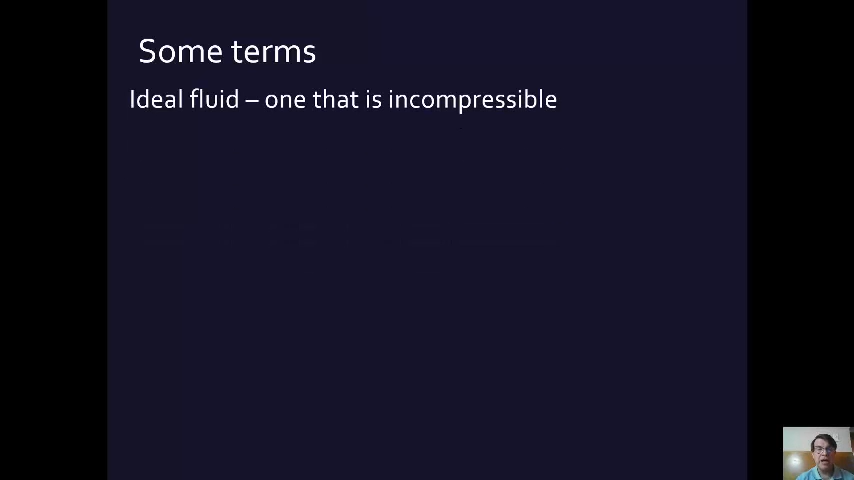 Some terms
Ideal fluid – one that is incompressible